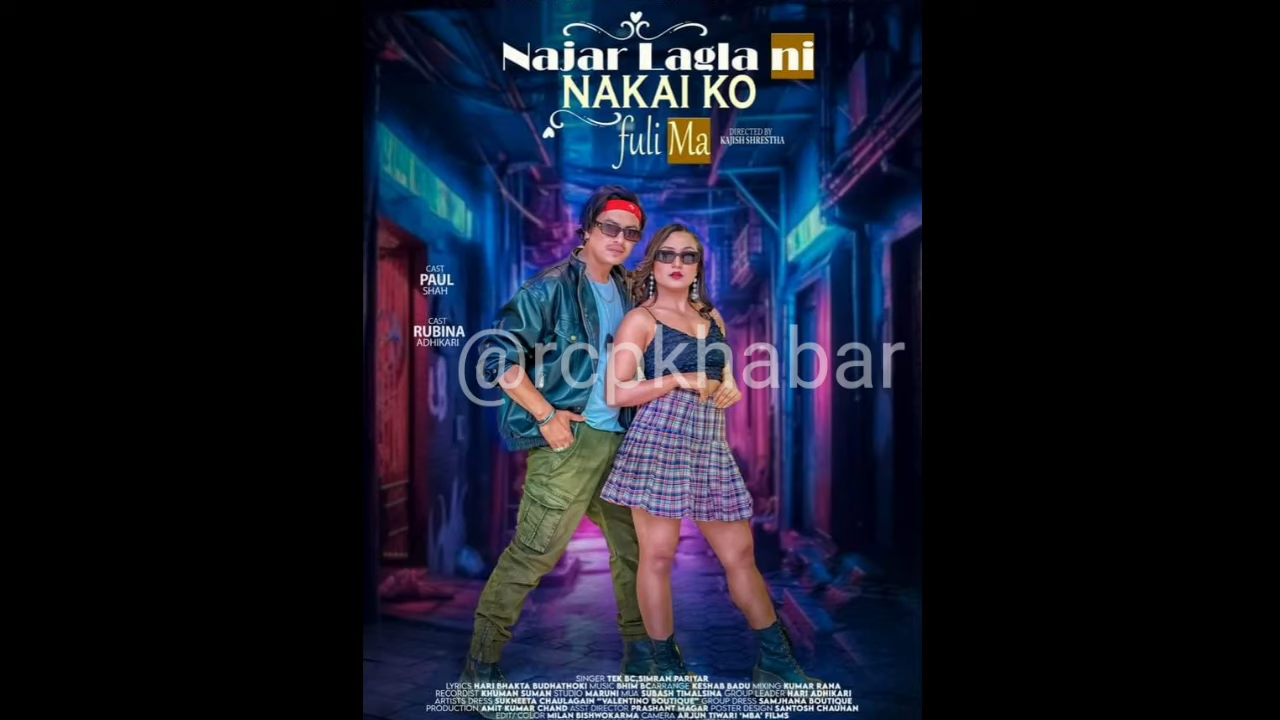 Najar Lagla ni
NAKAI KO
fuli Ma
DIRECTED BY
KAJISH SHRESTHA
CAST
PAUL
SHAH
CAST
RUBINA
ADHIKARI
@rcpkhabar
SINGER TEK BC,SIMRAN PARIYAR
LYRICS HARI BHAKTA BUDHATHOKI MUSIC BHIM BC ARRANGE KESHAB BADU MIXING KUMAR RANA
RECORDIST KHUMAN SUMAN STUDIO MARUNI MUA SUBASH TIMALSINA GROUP LEADER HARI ADHIKARI
ARTISTS DRESS SUKNEETA CHAULAGAIN "VALENTINO BOUTIQUE" GROUP DRESS SAMJHANA BOUTIQUE
PRODUCTION AMIT KUMAR CHAND ASST DIRECTOR PRASHANT MAGAR POSTER DESIGN SANTOSH CHAUHAN
EDIT/ COLOR MILAN BISHWOKARMA CAMERA ARJUN TIWARI 'MBA' FILMS